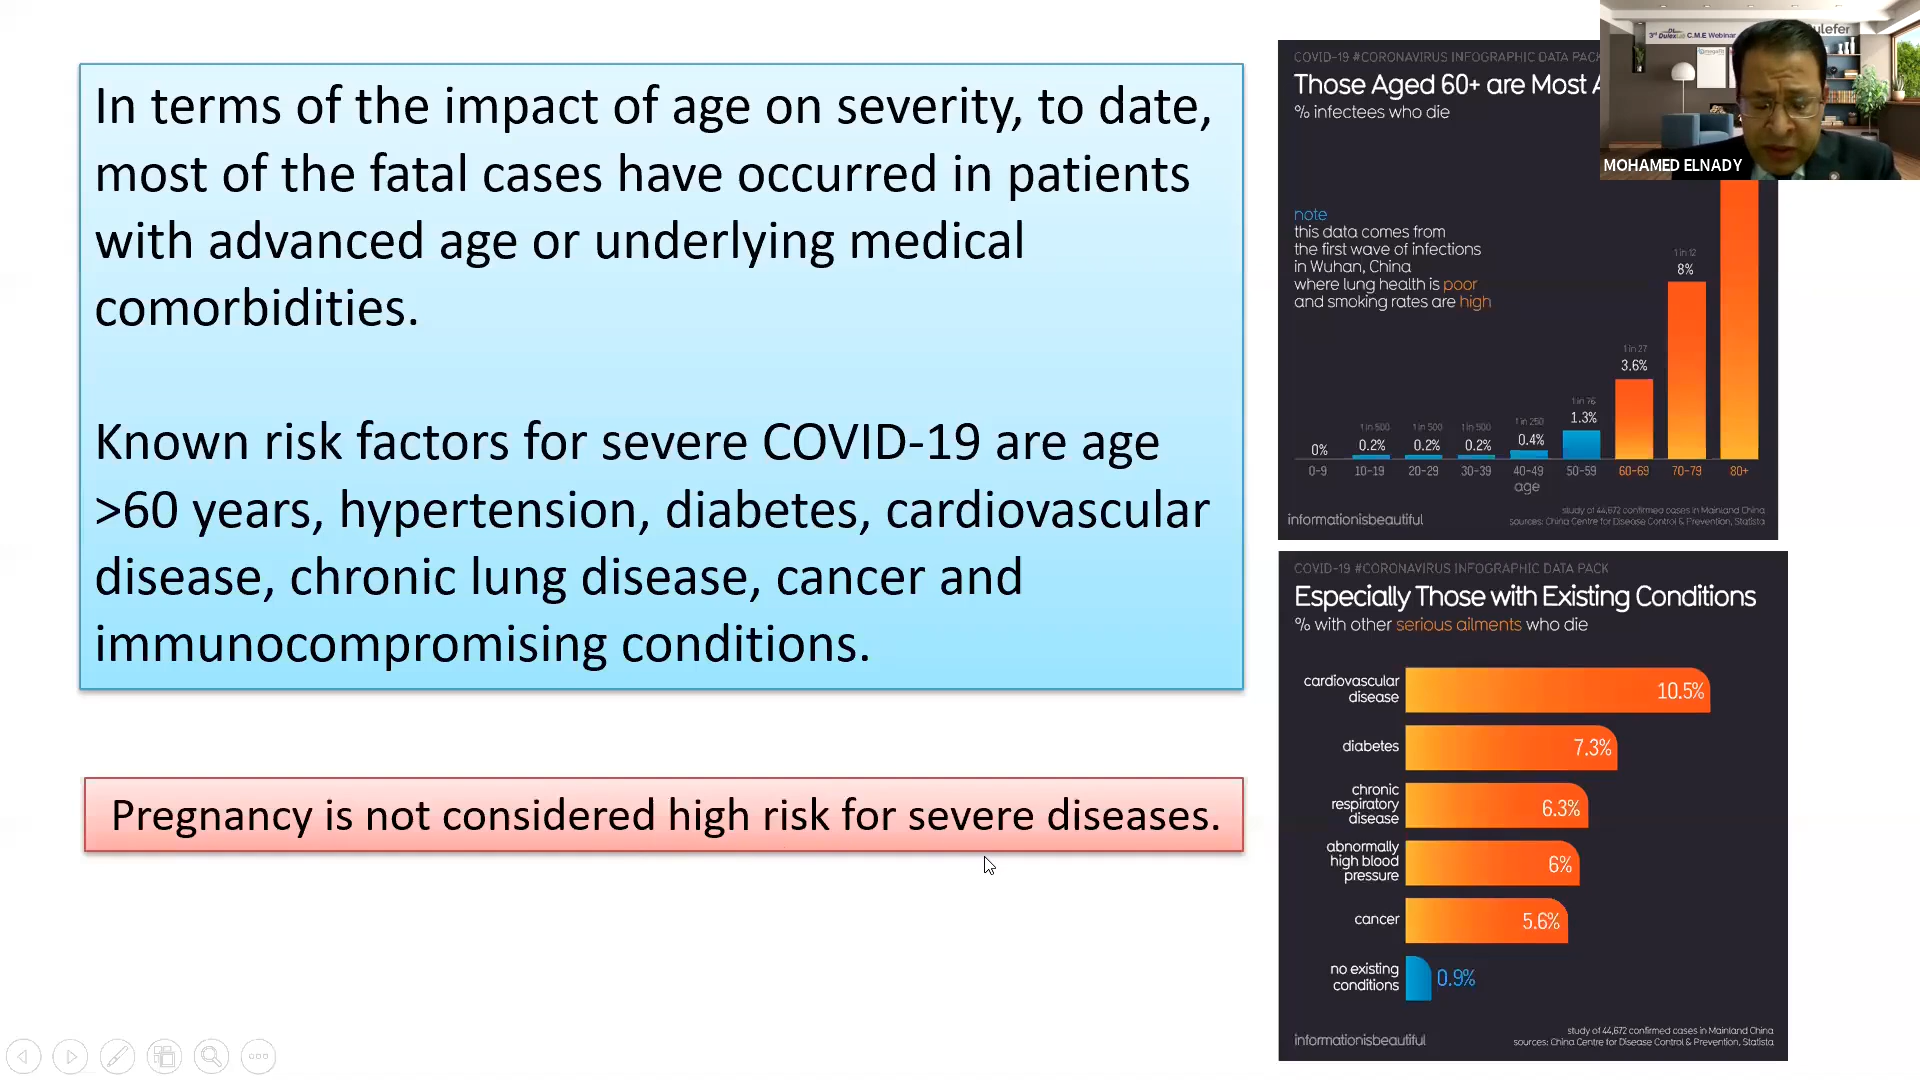 In terms of the impact of age on severity, to date,
most of the fatal cases have occurred in patients
with advanced age or underlying medical
comorbidities.
Known risk factors for severe COVID-19 are age
>60 years, hypertension, diabetes, cardiovascular
disease, chronic lung disease, cancer and
immunocompromising conditions.
Pregnancy is not considered high risk for severe diseases.
COVID-19 #CORONAVIRUS INFOGRAPHIC DATA PACK
Those Aged 60+ are Most
% infectees who die
note
this data comes from
the first wave of infections
in Wuhan, China
where lung health is poor
and smoking rates are high
0%
1 in 500
0.2%
1 in 500
0.2%
1 in 500
0.2%
1 in 250
0.4%
1 in 76
1.3%
1 in 27
3.6%
1 in 12
8%
0-9 10-19 20-29 30-39 40-49 50-59 60-69 70-79 80+
age
informationisbeautiful
study of 44,672 confirmed cases in Mainland China
sources: China Centre for Disease Control & Prevention, Statista
3rd Dulex C.M.E Webinar
MOHAMED ELNADY
COVID-19 #CORONAVIRUS INFOGRAPHIC DATA PACK
Especially Those with Existing Conditions
% with other serious ailments who die
cardiovascular
disease
10.5%
diabetes
7.3%
chronic
respiratory
disease
6.3%
abnormally
high blood
pressure
6%
cancer
5.6%
no existing
conditions
0.9%
informationisbeautiful
study of 44,672 confirmed cases in Mainland China
sources: China Centre for Disease Control & Prevention, Statista